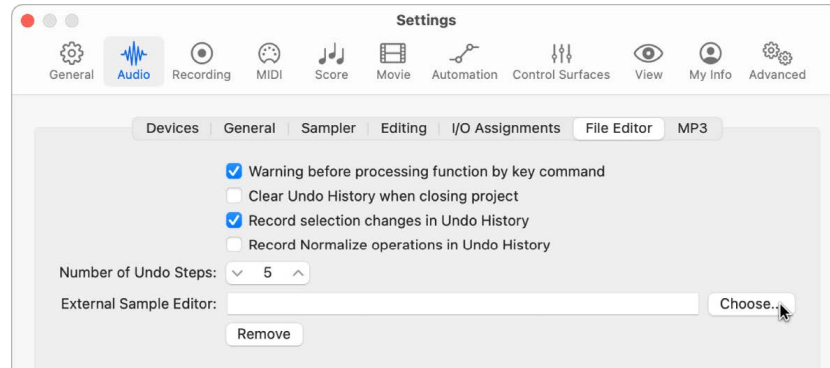 Settings
General Audio Recording MIDI Score Movie Automation Control Surfaces View My Info Advanced
Devices General Sampler Editing I/O Assignments File Editor MP3
Warning before processing function by key command
Clear Undo History when closing project
Record selection changes in Undo History
Record Normalize operations in Undo History
Number of Undo Steps: 5
External Sample Editor: Choose...
Remove